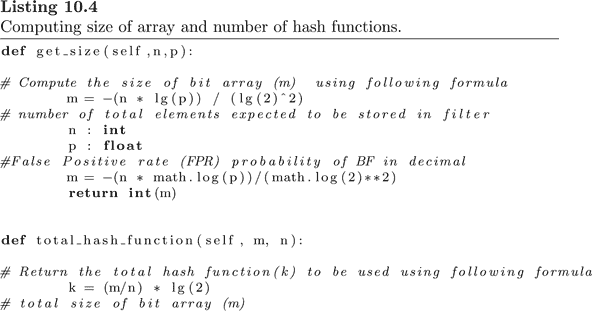 Listing 10.4
Computing size of array and number of hash functions.
def get_size(self,n,p):
# Compute the size of bit array (m) using following formula
m = −(n * lg(p)) / (lg(2)^2)
# number of total elements expected to be stored in filter
n : int
p : float
#False Positive rate (FPR) probability of BF in decimal
m = −(n * math.log(p))/(math.log(2)**2)
return int(m)
def total_hash_function(self, m, n):
# Return the total hash function(k) to be used using following formula
k = (m/n) * lg(2)
# total size of bit array (m)